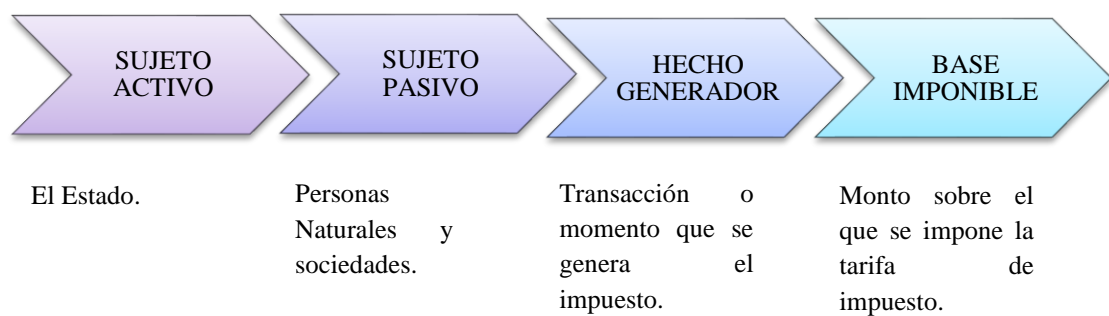 SUJETO
ACTIVO
SUJETO
PASIVO
HECHO
GENERADOR
BASE
IMPONIBLE
El Estado.
Personas
Naturales y
sociedades.
Transacción o
momento que se
genera el
impuesto.
Monto sobre el
que se impone la
tarifa de
impuesto.